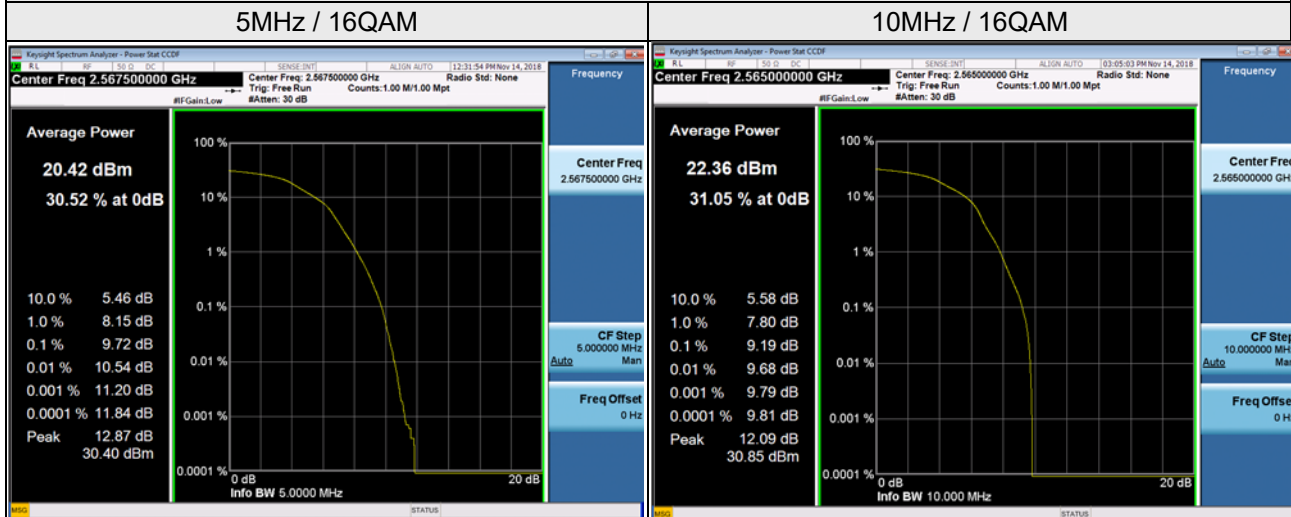 5MHz / 16QAM
Keysight Spectrum Analyzer - Power Stat CCDF
RL RF 50 Ω DC SENSE:INT ALIGN AUTO 12:31:54 PM Nov 14, 2018
Center Freq 2.567500000 GHz
Center Freq: 2.567500000 GHz Radio Std: None
Trig: Free Run Counts:1.00 M/1.00 Mpt
#IFGain:Low #Atten: 30 dB
Average Power
20.42 dBm
30.52 % at 0dB
10.0 % 5.46 dB
1.0 % 8.15 dB
0.1 % 9.72 dB
0.01 % 10.54 dB
0.001 % 11.20 dB
0.0001 % 11.84 dB
Peak 12.87 dB
30.40 dBm
100 %
10 %
1 %
0.1 %
0.01 %
0.001 %
0.0001 %
0 dB 20 dB
Info BW 5.0000 MHz
Frequency
Center Freq
2.567500000 GHz
CF Step
5.000000 MHz
Auto Man
Freq Offset
0 Hz
MSG STATUS
10MHz / 16QAM
Keysight Spectrum Analyzer - Power Stat CCDF
RL RF 50 Ω DC SENSE:INT ALIGN AUTO 03:05:03 PM Nov 14, 2018
Center Freq 2.565000000 GHz
Center Freq: 2.565000000 GHz Radio Std: None
Trig: Free Run Counts:1.00 M/1.00 Mpt
#IFGain:Low #Atten: 30 dB
Average Power
22.36 dBm
31.05 % at 0dB
10.0 % 5.58 dB
1.0 % 7.80 dB
0.1 % 9.19 dB
0.01 % 9.68 dB
0.001 % 9.79 dB
0.0001 % 9.81 dB
Peak 12.09 dB
30.85 dBm
100 %
10 %
1 %
0.1 %
0.01 %
0.001 %
0.0001 %
0 dB 20 dB
Info BW 10.000 MHz
Frequency
Center Fre
2.565000000 GH
CF Step
10.000000 MH
Auto Ma
Freq Offse
0 H
MSG STATUS